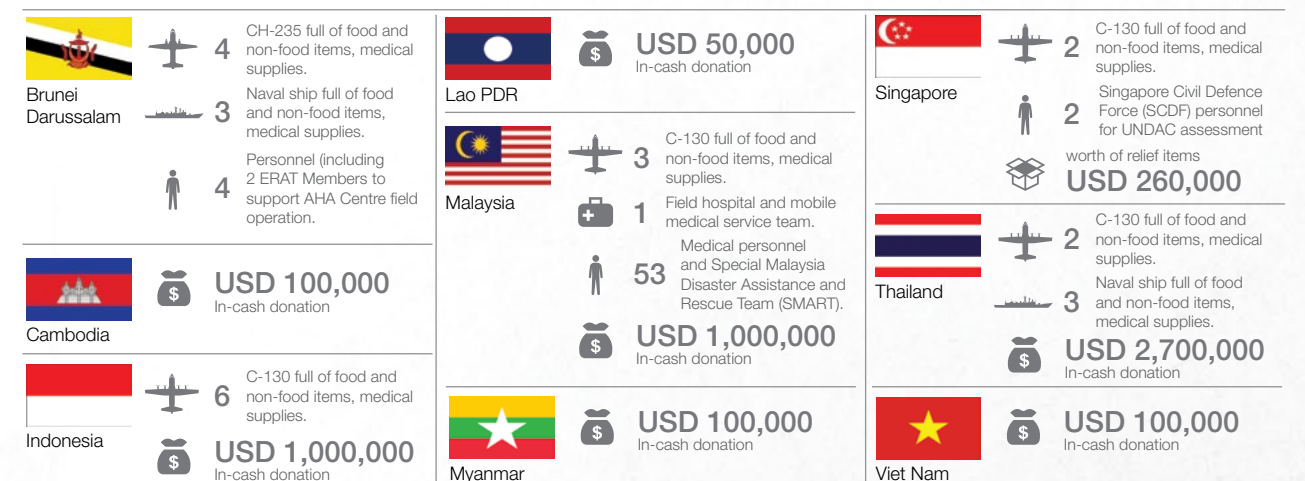 Brunei
Darussalam
4
CH-235 full of food and
non-food items, medical
supplies.
3
Naval ship full of food
and non-food items,
medical supplies.
4
Personnel (including
2 ERAT Members to
support AHA Centre field
operation.
Cambodia
$
USD 100,000
In-cash donation
Indonesia
6
C-130 full of food and
non-food items, medical
supplies.
$
USD 1,000,000
In-cash donation
Lao PDR
$
USD 50,000
In-cash donation
Malaysia
3
C-130 full of food and
non-food items, medical
supplies.
1
Field hospital and mobile
medical service team.
53
Medical personnel
and Special Malaysia
Disaster Assistance and
Rescue Team (SMART).
$
USD 1,000,000
In-cash donation
Myanmar
$
USD 100,000
In-cash donation
Singapore
2
C-130 full of food and
non-food items, medical
supplies.
2
Singapore Civil Defence
Force (SCDF) personnel
for UNDAC assessment
worth of relief items
USD 260,000
Thailand
2
C-130 full of food and
non-food items, medical
supplies.
3
Naval ship full of food
and non-food items,
medical supplies.
$
USD 2,700,000
In-cash donation
Viet Nam
$
USD 100,000
In-cash donation